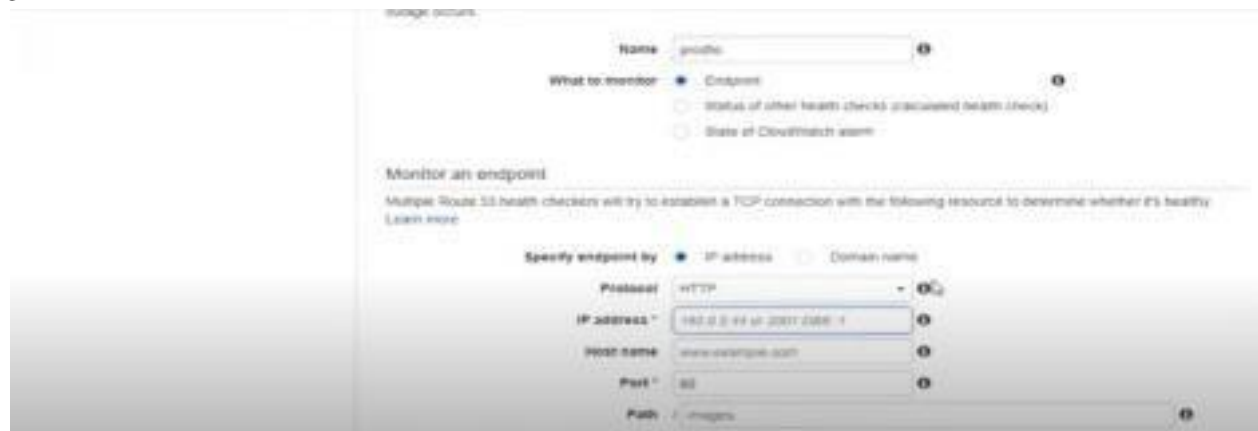 outage occurs.
Name
What to monitor Endpoint
Status of other health checks (calculated health check)
State of CloudWatch alarm
Monitor an endpoint
Multiple Route 53 health checkers will try to establish a TCP connection with the following resource to determine whether it's healthy.
Learn more
Specify endpoint by IP address Domain name
Protocol HTTP
IP address *
Host name www.example.com
Port * 80
Path / images